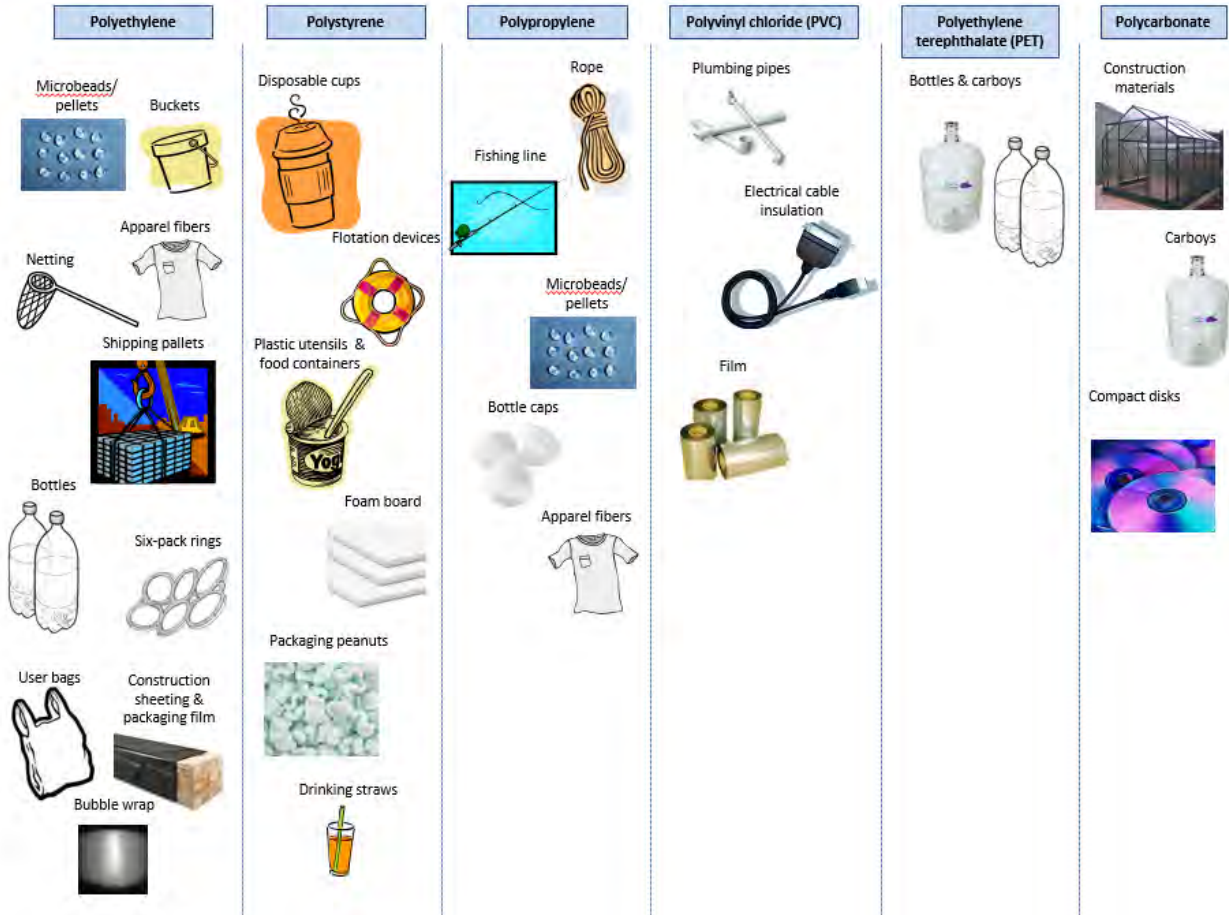 Polyethylene
Polystyrene
Polypropylene
Polyvinyl chloride (PVC)
Polyethylene
terephthalate (PET)
Polycarbonate
Microbeads/
pellets
Buckets
Apparel fibers
Netting
Shipping pallets
Bottles
Six-pack rings
User bags
Construction
sheeting &
packaging film
Bubble wrap
Disposable cups
Flotation devices
Plastic utensils &
food containers
Yog
Foam board
Packaging peanuts
Drinking straws
Rope
Fishing line
Microbeads/
pellets
Bottle caps
Apparel fibers
Plumbing pipes
Electrical cable
insulation
Film
Bottles & carboys
Construction
materials
Carboys
Compact disks